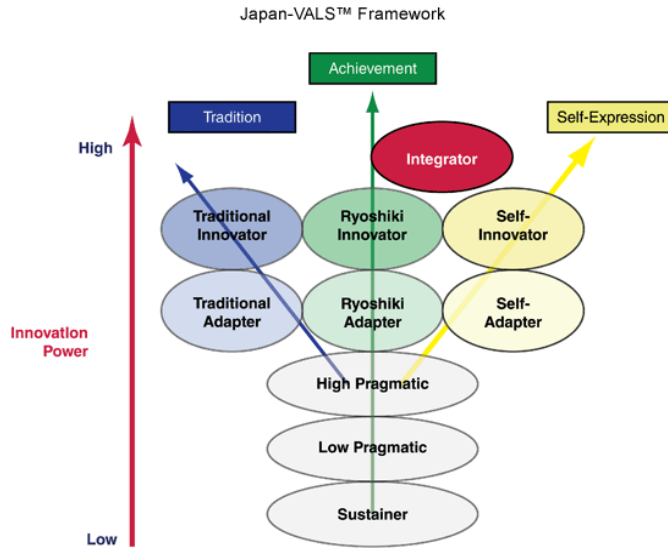 Japan-VALS™ Framework
Achievement
Tradition
Self-Expression
High
Integrator
Traditional
Innovator
Ryoshiki
Innovator
Self-
Innovator
Traditional
Adapter
Ryoshiki
Adapter
Self-
Adapter
Innovation
Power
High Pragmatic
Low Pragmatic
Sustainer
Low